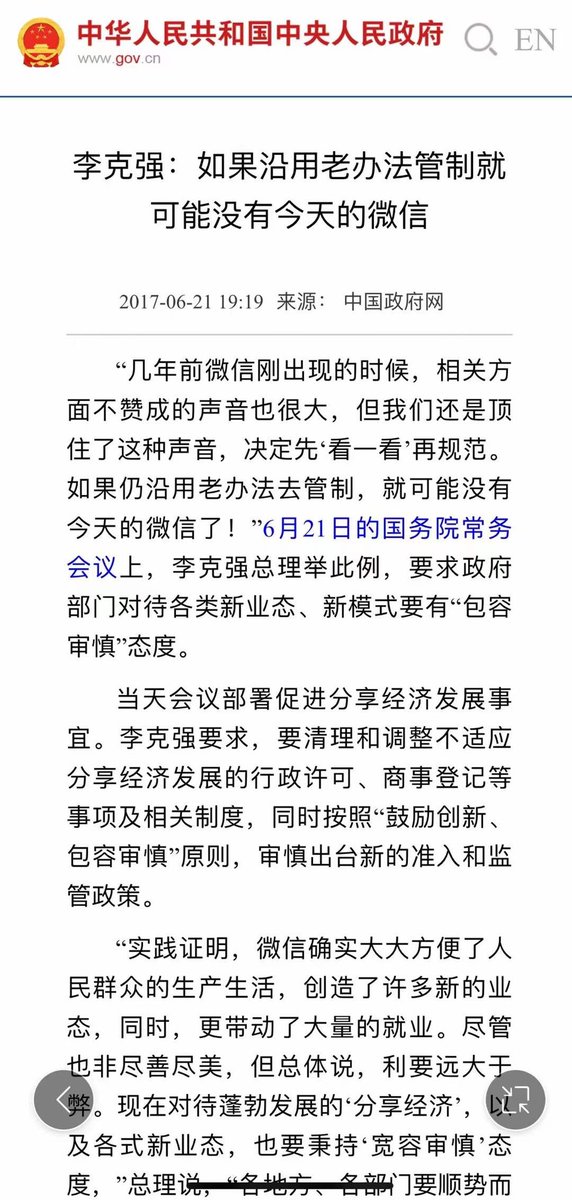 中华人民共和国中央人民政府
www.gov.cn
EN
李克强：如果沿用老办法管制就
可能没有今天的微信
2017-06-21 19:19 来源： 中国政府网
“几年前微信刚出现的时候，相关方
面不赞成的声音也很大，但我们还是顶
住了这种声音，决定先‘看一看’再规范。
如果仍沿用老办法去管制，就可能没有
今天的微信了！”6月21日的国务院常务
会议上，李克强总理举此例，要求政府
部门对待各类新业态、新模式要有“包容
审慎”态度。
当天会议部署促进分享经济发展事
宜。李克强要求，要清理和调整不适应
分享经济发展的行政许可、商事登记等
事项及相关制度，同时按照“鼓励创新、
包容审慎”原则，审慎出台新的准入和监
管政策。
“实践证明，微信确实大大方便了人
民群众的生产生活，创造了许多新的业
态，同时，更带动了大量的就业。尽管
也非尽善尽美，但总体说，利要远大于
弊。现在对待蓬勃发展的‘分享经济’，以
及各式新业态，也要秉持‘宽容审慎’态
度，”总理说，“各地方、各部门要顺势而